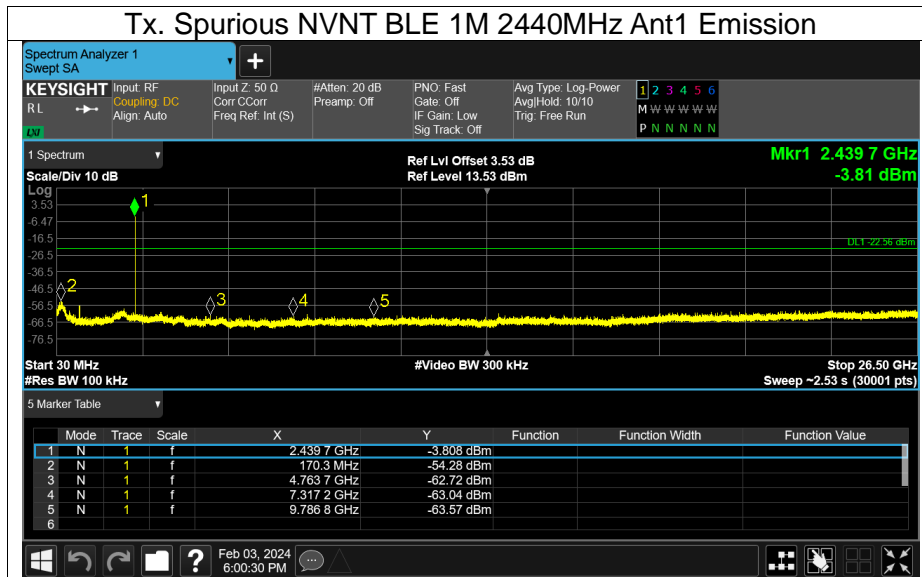 Tx. Spurious NVNT BLE 1M 2440MHz Ant1 Emission
Spectrum Analyzer 1
Swept SA
+
KEYSIGHT Input: RF Input Z: 50 Ω #Atten: 20 dB PNO: Fast Avg Type: Log-Power 1 2 3 4 5 6
R L Coupling: DC Corr CCorr Preamp: Off Gate: Off Avg|Hold: 10/10 M W W W W W
Align: Auto Freq Ref: Int (S) IF Gain: Low Trig: Free Run
LXI Sig Track: Off P N N N N N
1 Spectrum Ref Lvl Offset 3.53 dB Mkr1 2.439 7 GHz
Scale/Div 10 dB Ref Level 13.53 dBm -3.81 dBm
Log
3.53 1
-6.47
-16.5 DL1 -22.56 dBm
-26.5
-36.5
-46.5 2
-56.5 3 4 5
-66.5
-76.5
Start 30 MHz #Video BW 300 kHz Stop 26.50 GHz
#Res BW 100 kHz Sweep ~2.53 s (30001 pts)
5 Marker Table
Mode Trace Scale X Y Function Function Width Function Value
1 N 1 f 2.439 7 GHz -3.808 dBm
2 N 1 f 170.3 MHz -54.28 dBm
3 N 1 f 4.763 7 GHz -62.72 dBm
4 N 1 f 7.317 2 GHz -63.04 dBm
5 N 1 f 9.786 8 GHz -63.57 dBm
6
? Feb 03, 2024
6:00:30 PM